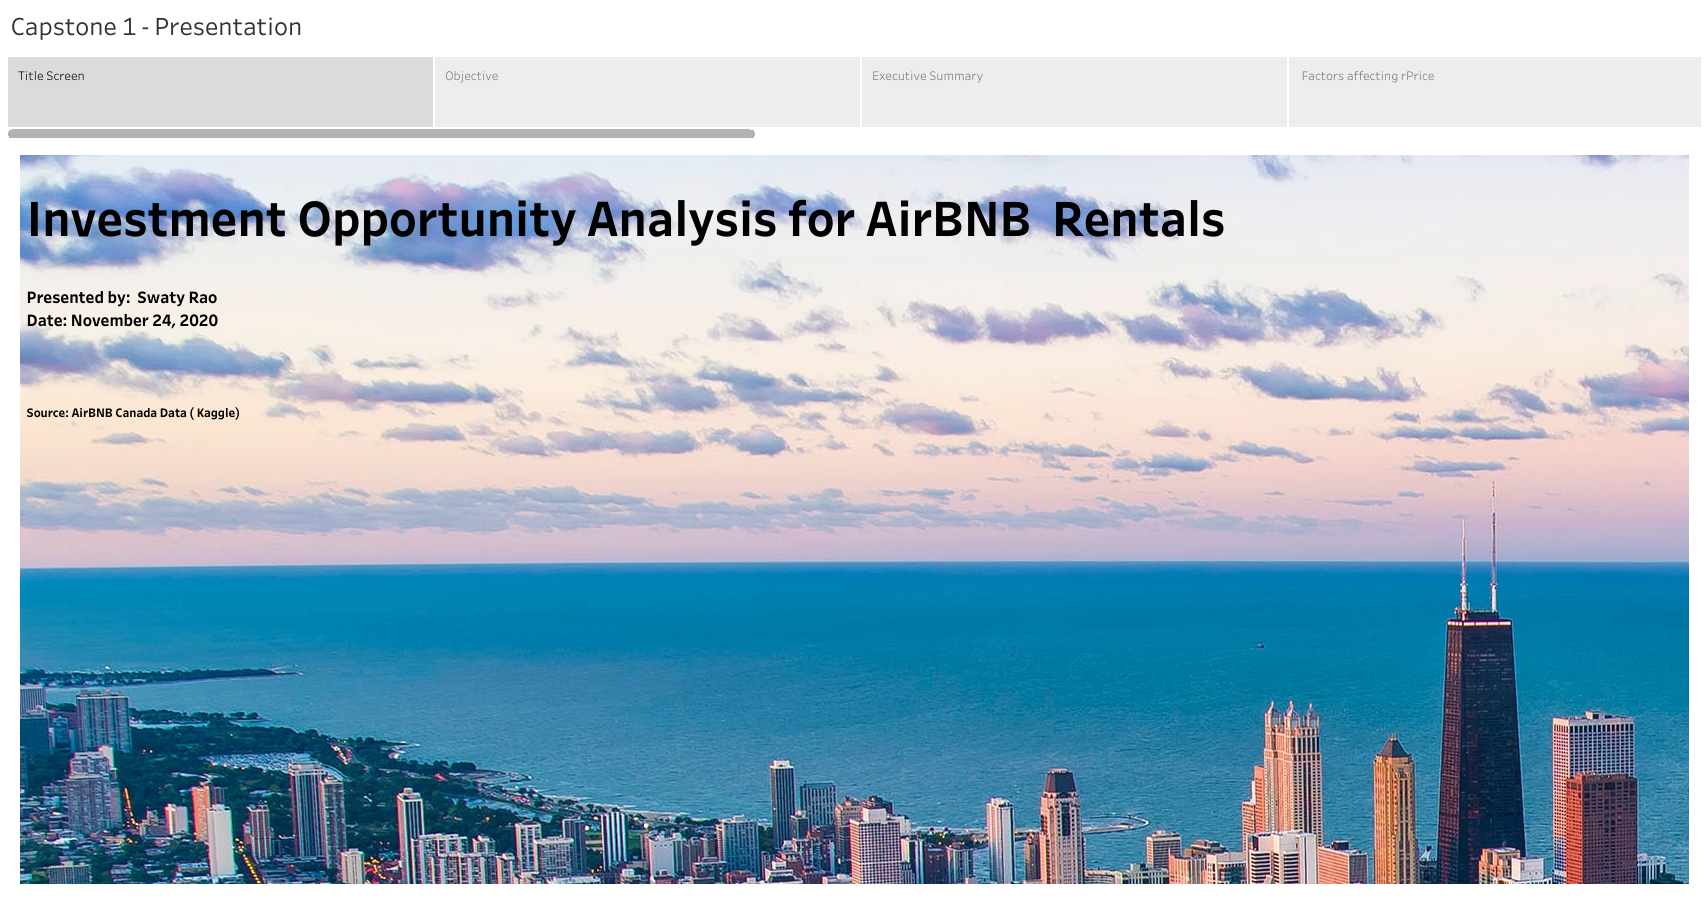 Capstone 1 - Presentation
Title Screen
Objective
Executive Summary
Factors affecting rPrice
Investment Opportunity Analysis for AirBNB  Rentals
Presented by:  Swaty Rao
Date: November 24, 2020
Source: AirBNB Canada Data ( Kaggle)